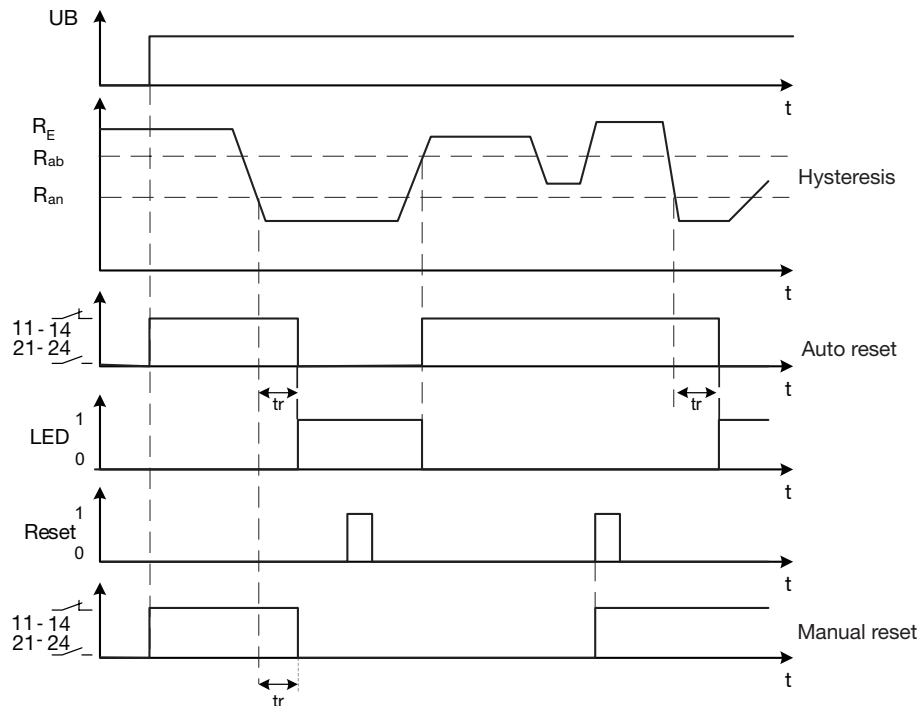 UB
t
R_E
R_ab
R_an
Hysteresis
t
11 - 14
21 - 24
Auto reset
tr
tr
t
1
LED
0
t
1
Reset
0
t
11 - 14
21 - 24
Manual reset
tr
t